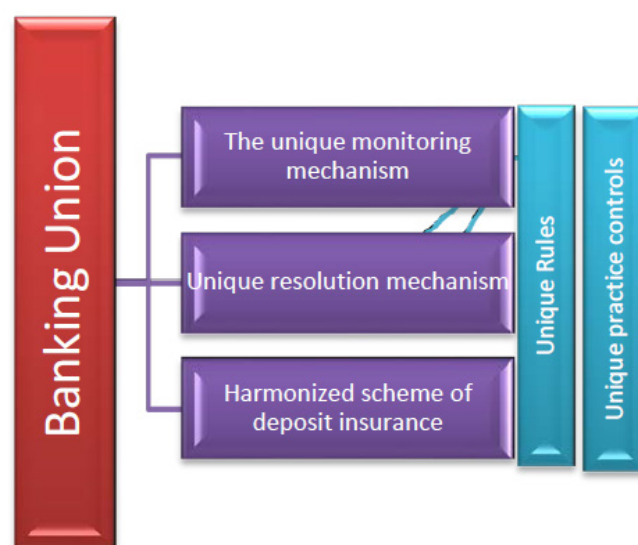 Banking Union
The unique monitoring
mechanism
Unique resolution mechanism
Harmonized scheme of
deposit insurance
Unique Rules
Unique practice controls